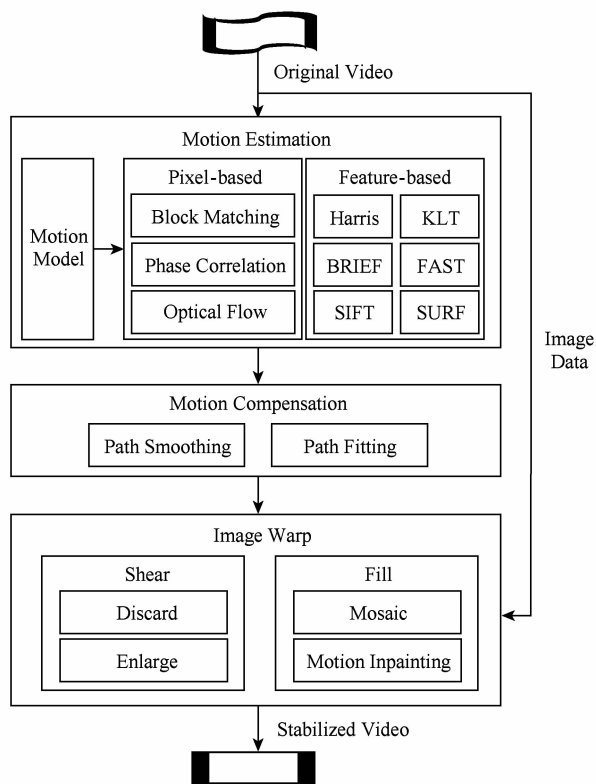 Original Video
Motion Estimation
Motion
Model
Pixel-based
Block Matching
Phase Correlation
Optical Flow
Feature-based
Harris
KLT
BRIEF
FAST
SIFT
SURF
Image
Data
Motion Compensation
Path Smoothing
Path Fitting
Image Warp
Shear
Discard
Enlarge
Fill
Mosaic
Motion Inpainting
Stabilized Video